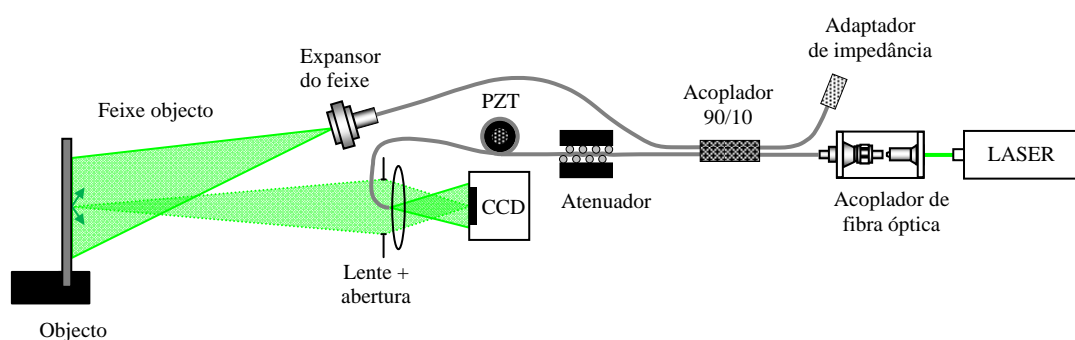 Adaptador
de impedância
Expansor
do feixe
Feixe objecto
PZT
Acoplador
90/10
LASER
CCD
Atenuador
Acoplador de
fibra óptica
Lente +
abertura
Objecto